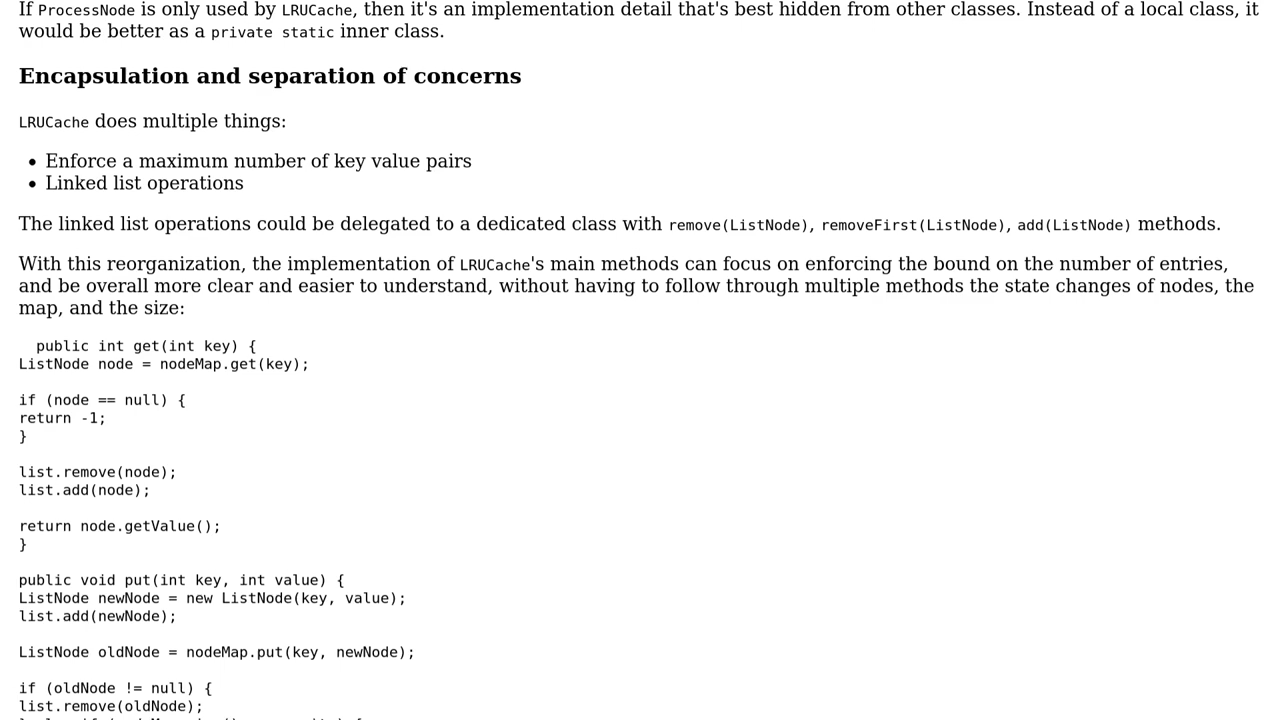 If ProcessNode is only used by LRUCache, then it's an implementation detail that's best hidden from other classes. Instead of a local class, it
would be better as a private static inner class.
Encapsulation and separation of concerns
LRUCache does multiple things:
• Enforce a maximum number of key value pairs
• Linked list operations
The linked list operations could be delegated to a dedicated class with remove(ListNode), removeFirst(ListNode), add(ListNode) methods.
With this reorganization, the implementation of LRUCache's main methods can focus on enforcing the bound on the number of entries,
and be overall more clear and easier to understand, without having to follow through multiple methods the state changes of nodes, the
map, and the size:
public int get(int key) {
ListNode node = nodeMap.get(key);
if (node == null) {
return -1;
}
list.remove(node);
list.add(node);
return node.getValue();
}
public void put(int key, int value) {
ListNode newNode = new ListNode(key, value);
list.add(newNode);
ListNode oldNode = nodeMap.put(key, newNode);
if (oldNode != null) {
list.remove(oldNode);